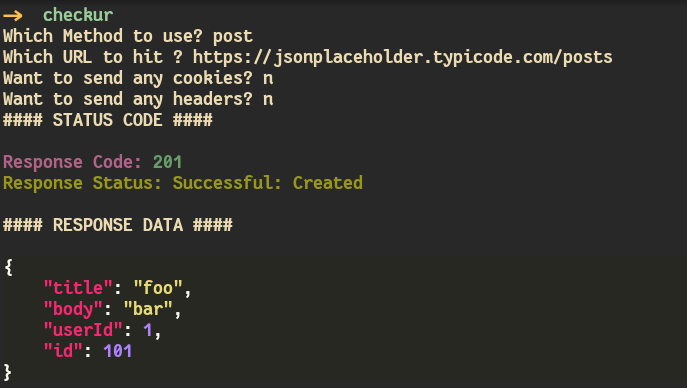 → checkur
Which Method to use? post
Which URL to hit ? https://jsonplaceholder.typicode.com/posts
Want to send any cookies? n
Want to send any headers? n
#### STATUS CODE ####
Response Code: 201
Response Status: Successful: Created
#### RESPONSE DATA ####
{
    "title": "foo",
    "body": "bar",
    "userId": 1,
    "id": 101
}